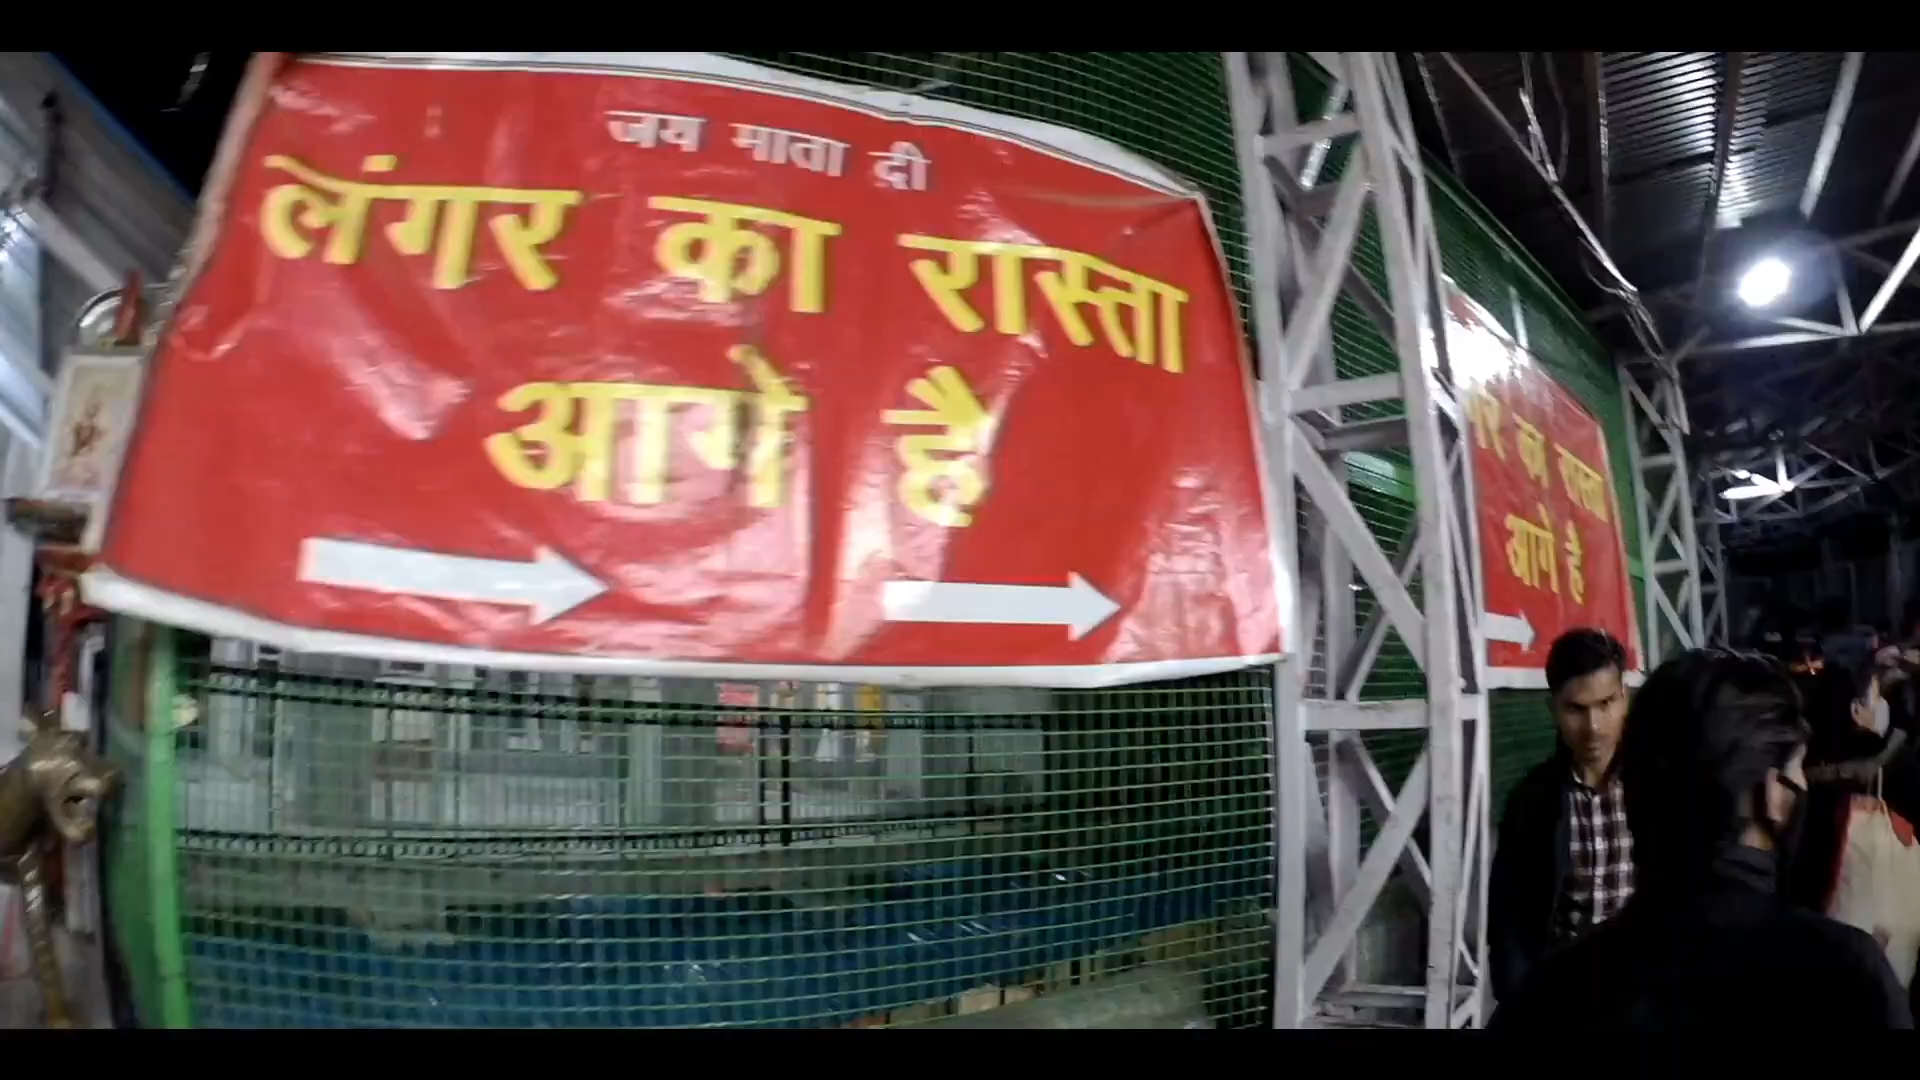 जय माता दी
लंगर का रास्ता
आगे है
का रास्ता
आगे है